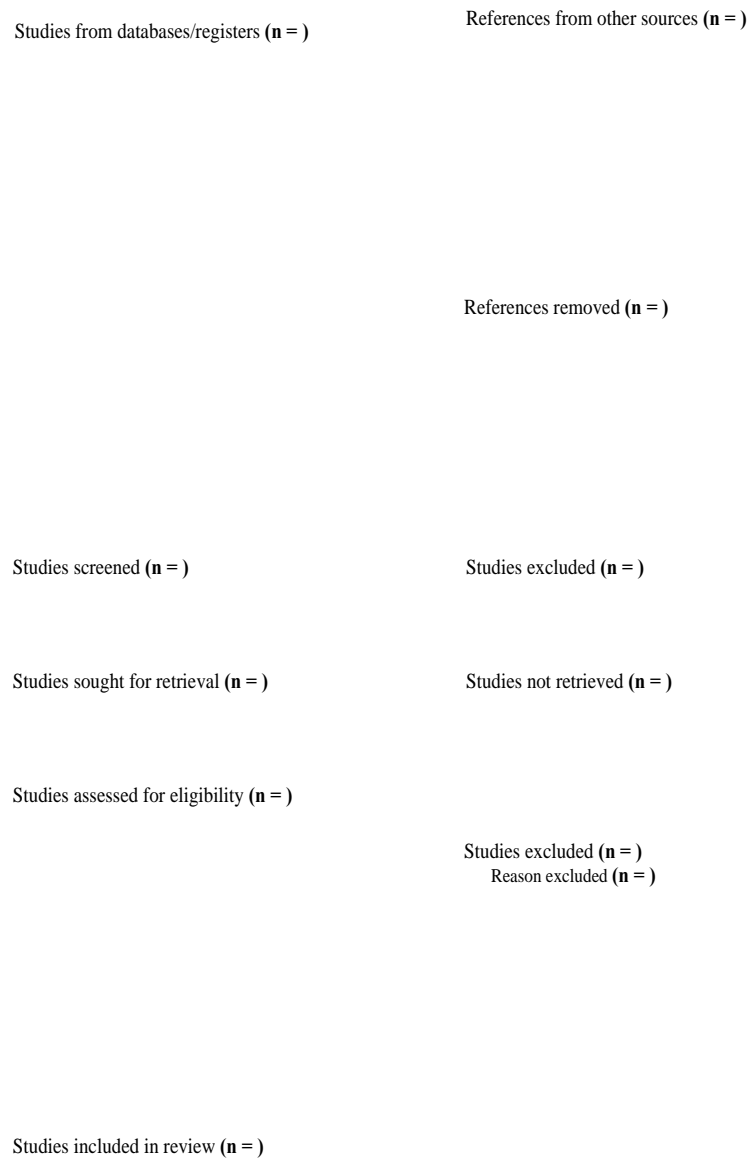 Studies from databases/registers (n = )
References from other sources (n = )
References removed (n = )
Studies screened (n = )
Studies excluded (n = )
Studies sought for retrieval (n = )
Studies not retrieved (n = )
Studies assessed for eligibility (n = )
Studies excluded (n = )
Reason excluded (n = )
Studies included in review (n = )